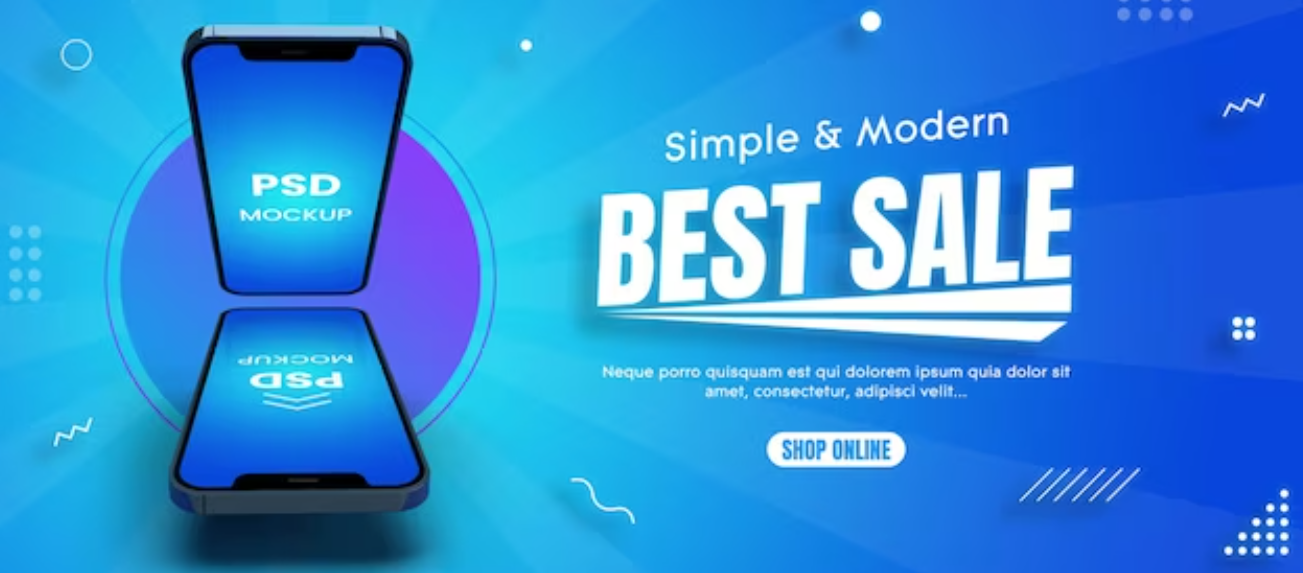 PSD
MOCKUP
MOCKUP
PSD
Simple & Modern
BEST SALE
Neque porro quisquam est qui dolorem ipsum quia dolor sit
amet, consectetur, adipisci velit...
SHOP ONLINE